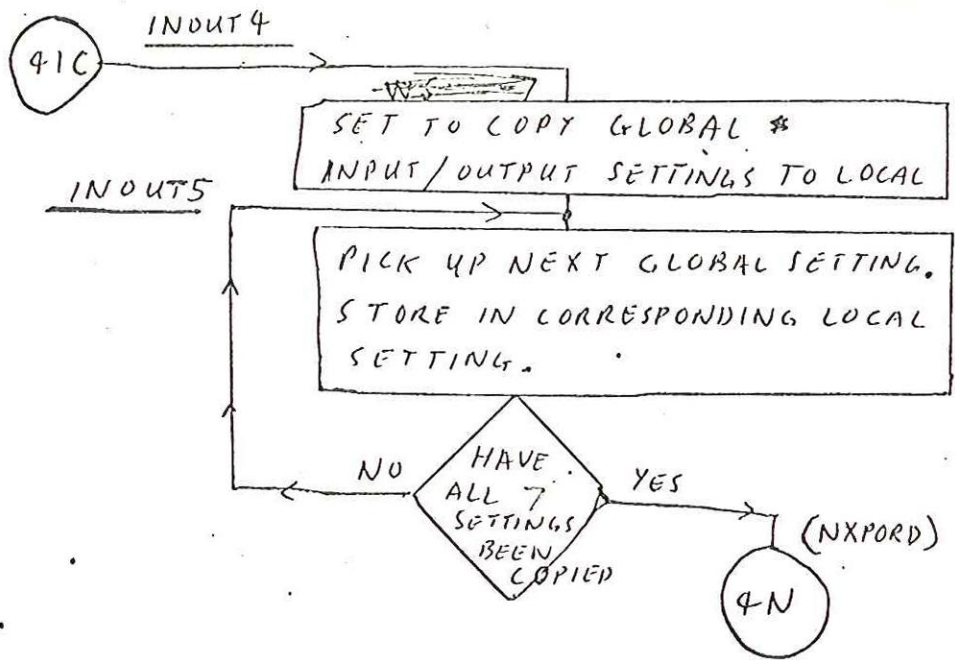 INOUT4
41C
SET TO COPY GLOBAL *
INPUT/OUTPUT SETTINGS TO LOCAL
INOUT5
PICK UP NEXT GLOBAL SETTING.
STORE IN CORRESPONDING LOCAL
SETTING.
NO
HAVE
ALL 7
SETTINGS
BEEN
COPIED
YES
(NXPORD)
4N